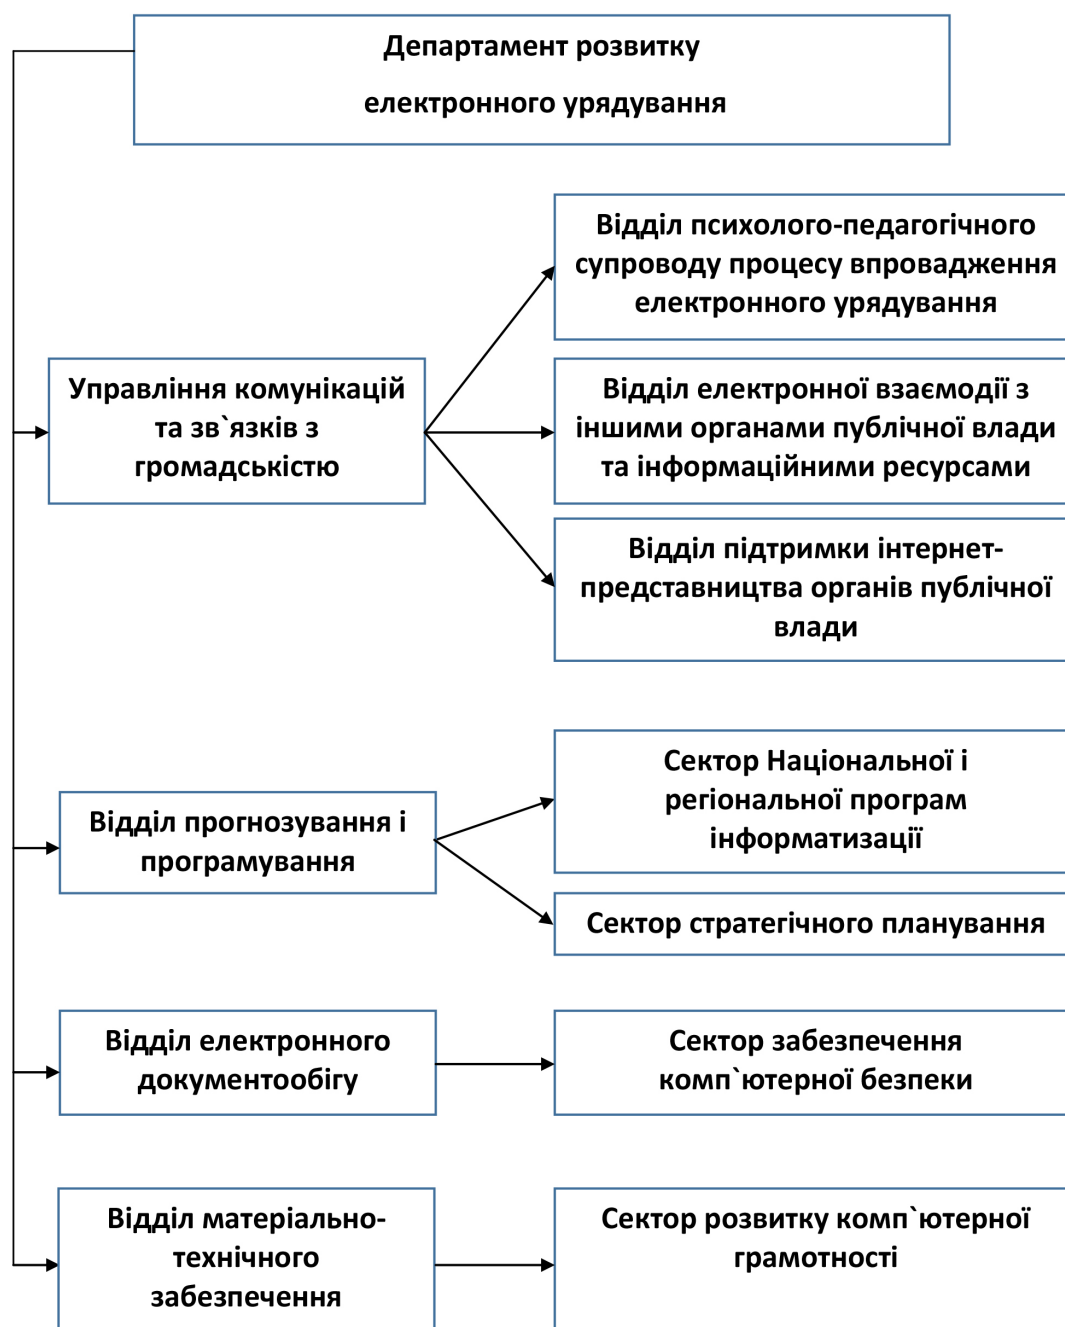 Департамент розвитку
електронного урядування
Відділ психолого-педагогічного
супроводу процесу впровадження
електронного урядування
Управління комунікацій
та зв`язків з
громадськістю
Відділ електронної взаємодії з
іншими органами публічної влади
та інформаційними ресурсами
Відділ підтримки інтернет-
представництва органів публічної
влади
Сектор Національної і
регіональної програм
інформатизації
Відділ прогнозування і
програмування
Сектор стратегічного планування
Відділ електронного
документообігу
Сектор забезпечення
комп`ютерної безпеки
Відділ матеріально-
технічного
забезпечення
Сектор розвитку комп`ютерної
грамотності